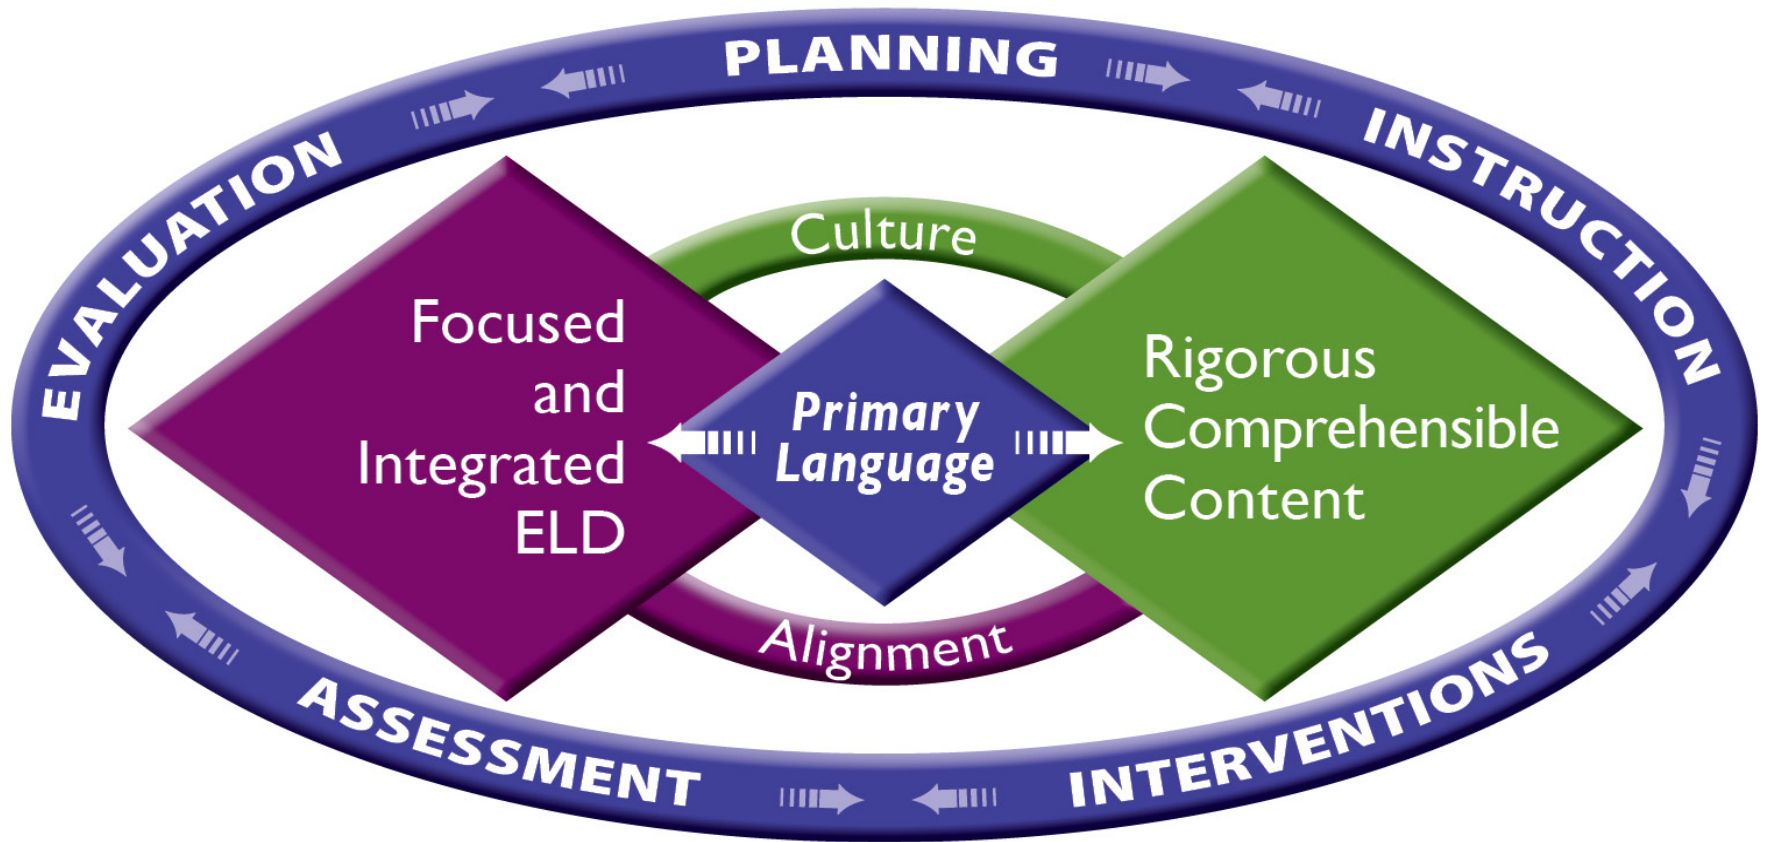 PLANNING
INSTRUCTION
EVALUATION
Culture
Focused
and
Integrated
ELD
Primary
Language
Rigorous
Comprehensible
Content
Alignment
ASSESSMENT
INTERVENTIONS